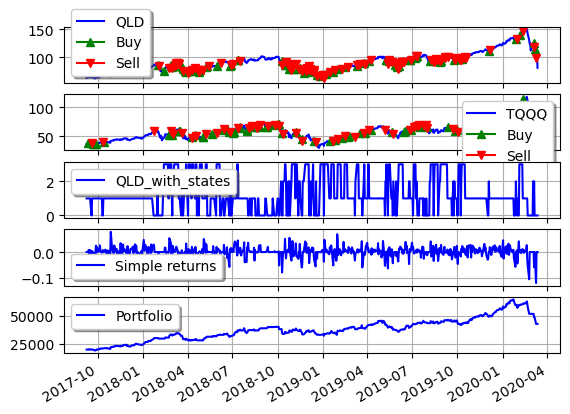 150
100
QLD
Buy
Sell
100
50
TQQQ
Buy
Sell
2
0
QLD_with_states
0.0
−0.1
Simple returns
50000
25000
Portfolio
2017-10
2018-01
2018-04
2018-07
2018-10
2019-01
2019-04
2019-07
2019-10
2020-01
2020-04